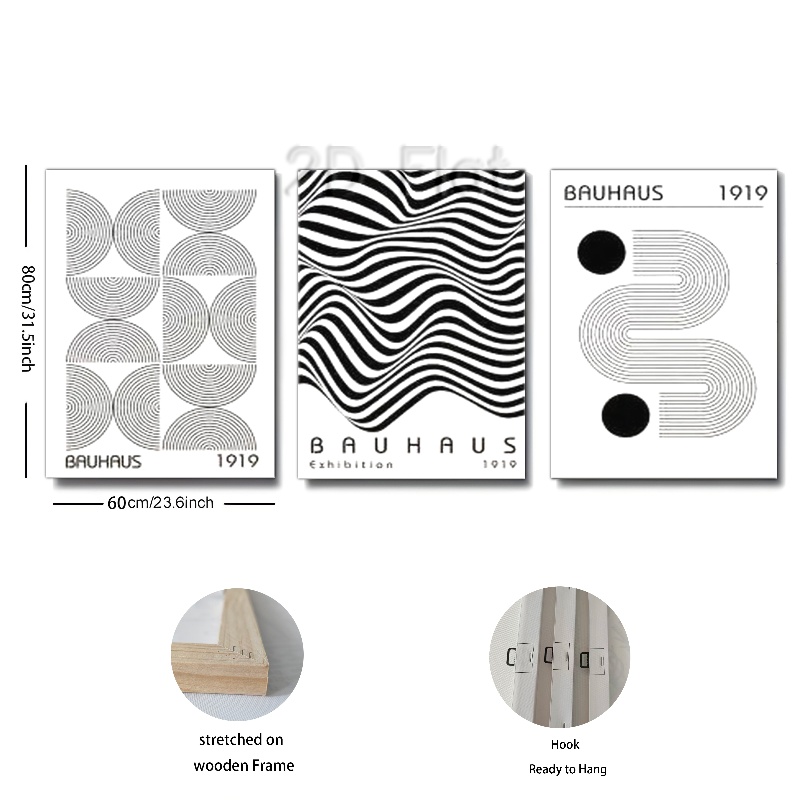 2D Flat
BAUHAUS 1919
80cm/31.5inch
BAUHAUS 1919
BAUHAUS
Exhibition 1919
60cm/23.6inch
stretched on
wooden Frame
Hook
Ready to Hang